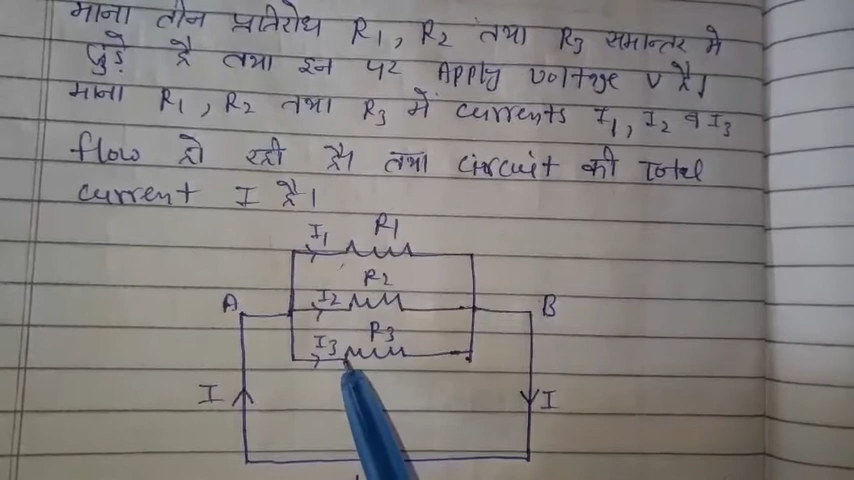 माना तीन प्रतिरोध R1, R2 तथा R3 समान्तर मे
जुड़े है तथा इन पर Apply voltage V है।
माना R1, R2 तथा R3 में currents I1, I2 व I3
flow हो रही है। तथा circuit की Total
current I है।
I1 R1
R2
A I2 B
I3 R3
I I